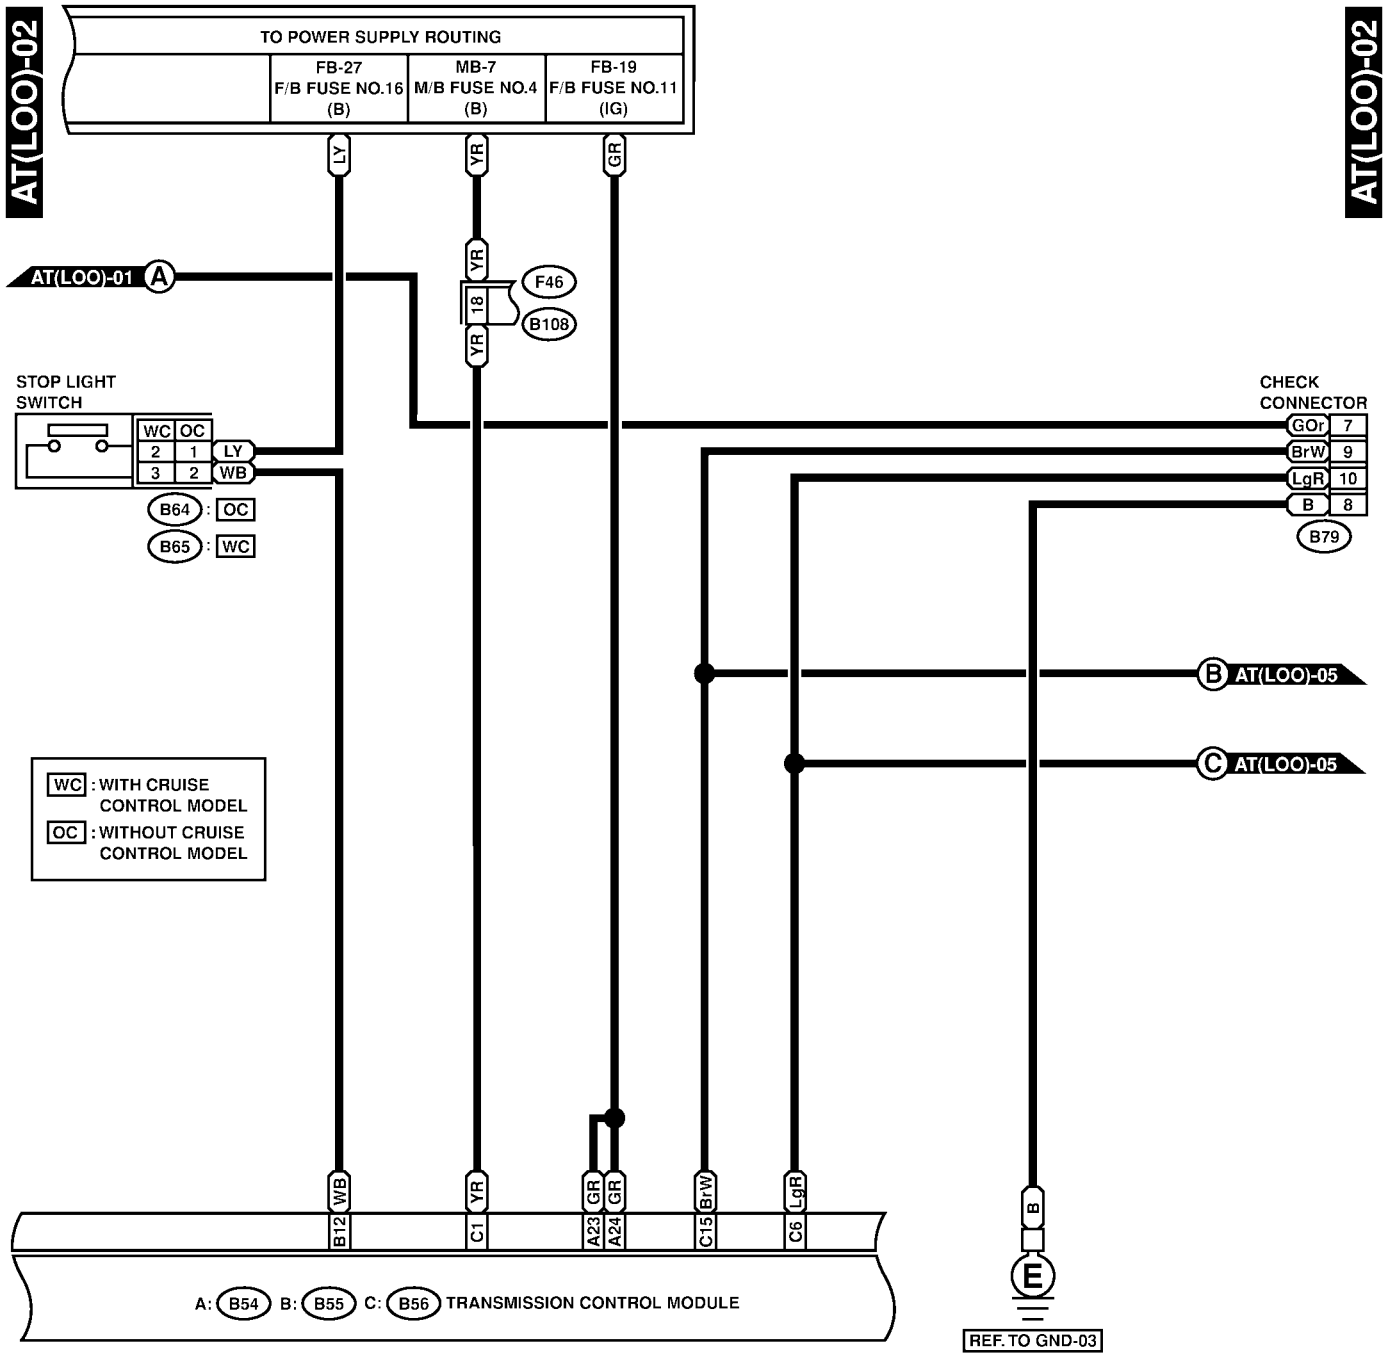 AT(LOO)-02
AT(LOO)-02
TO POWER SUPPLY ROUTING
FB-27
F/B FUSE NO.16
(B)
MB-7
M/B FUSE NO.4
(B)
FB-19
F/B FUSE NO.11
(IG)
LY
YR
GR
AT(LOO)-01 A
YR
18
YR
F46
B108
STOP LIGHT
SWITCH
WC OC
2 1 LY
3 2 WB
B64 : OC
B65 : WC
CHECK
CONNECTOR
GOr 7
BrW 9
LgR 10
B 8
B79
B AT(LOO)-05
C AT(LOO)-05
WC : WITH CRUISE
CONTROL MODEL
OC : WITHOUT CRUISE
CONTROL MODEL
WB
YR
GR
GR
BrW
LgR
B
B12
C1
A23
A24
C15
C6
E
A: B54 B: B55 C: B56 TRANSMISSION CONTROL MODULE
REF. TO GND-03